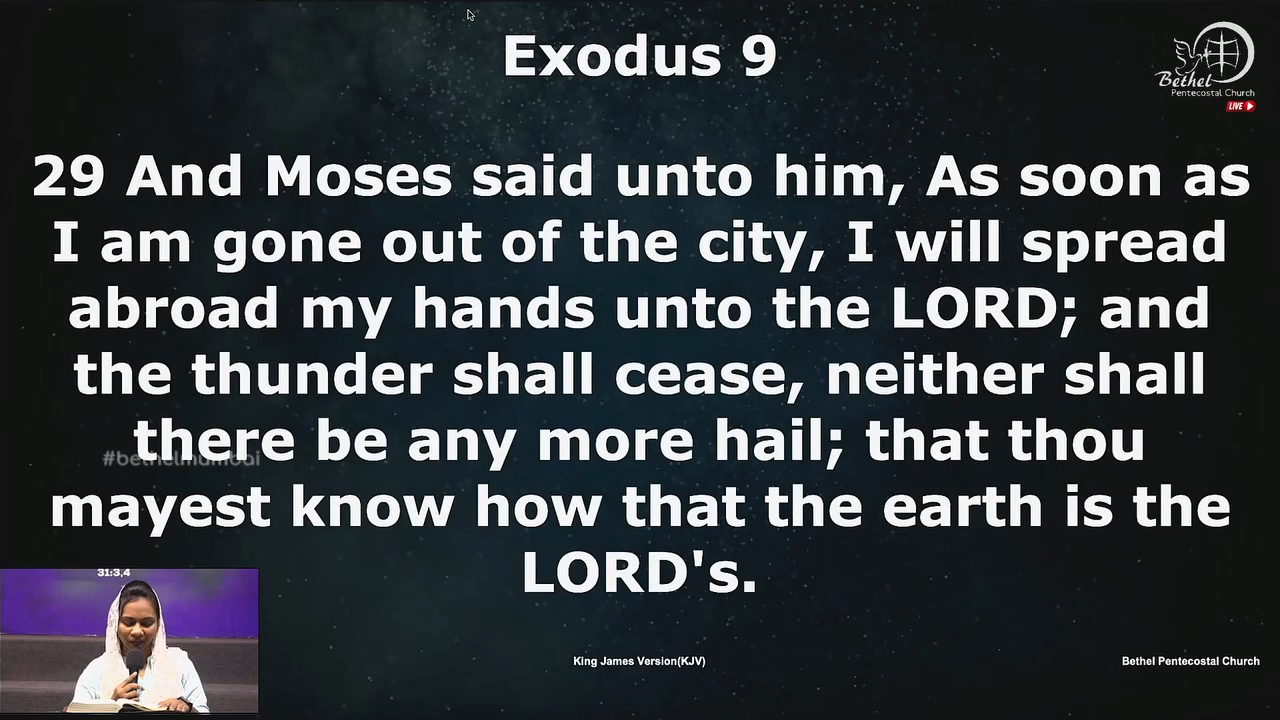 Exodus 9
Bethel
Pentecostal Church
LIVE
29 And Moses said unto him, As soon as
I am gone out of the city, I will spread
abroad my hands unto the LORD; and
the thunder shall cease, neither shall
there be any more hail; that thou
#bethelmumbai
mayest know how that the earth is the
LORD's.
31:3,4
King James Version(KJV)
Bethel Pentecostal Church